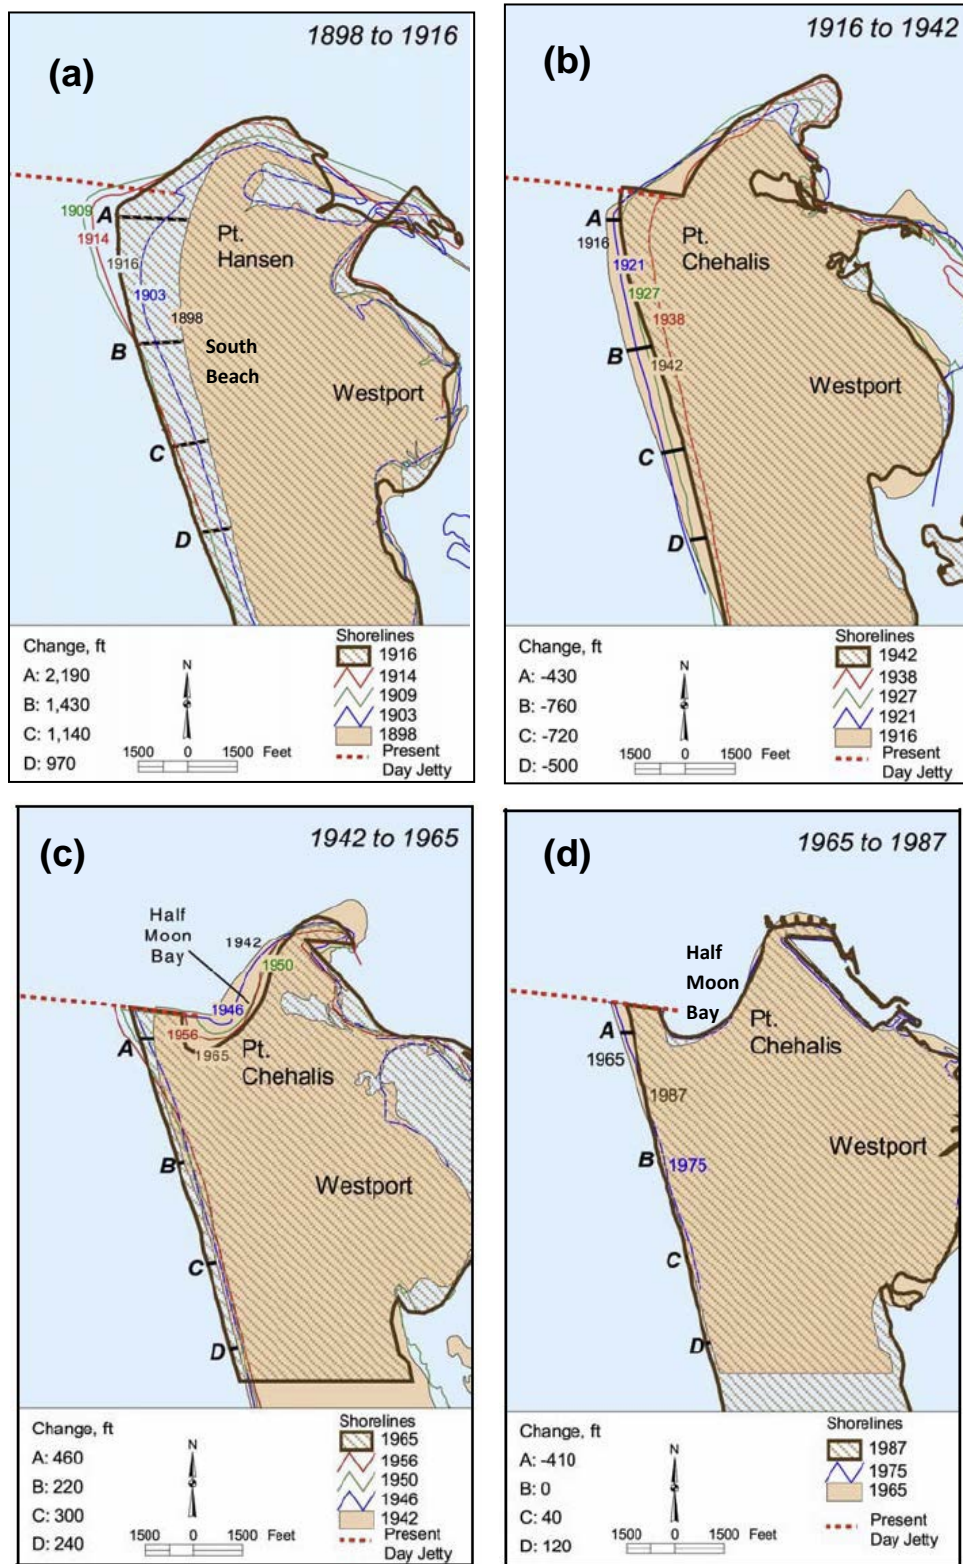 (a)
1898 to 1916
1909
A
1914
Pt.
Hansen
1916
1903
1898
B
South
Beach
Westport
C
D
Change, ft
A: 2,190
B: 1,430
C: 1,140
D: 970
N
1500 0 1500 Feet
Shorelines
1916
1914
1909
1903
1898
Present
Day Jetty
(b)
1916 to 1942
A
1916
Pt.
Chehalis
1921
1927
1938
B
1942
Westport
C
D
Change, ft
A: -430
B: -760
C: -720
D: -500
N
1500 0 1500 Feet
Shorelines
1942
1938
1927
1921
1916
Present
Day Jetty
(c)
1942 to 1965
Half
Moon
Bay
1942
1950
1946
1956
A
1965
Pt.
Chehalis
B
Westport
C
D
Change, ft
A: 460
B: 220
C: 300
D: 240
N
1500 0 1500 Feet
Shorelines
1965
1956
1950
1946
1942
Present
Day Jetty
(d)
1965 to 1987
Half
Moon
Bay
Pt.
Chehalis
A
1965
1987
B
1975
Westport
C
D
Change, ft
A: -410
B: 0
C: 40
D: 120
N
1500 0 1500 Feet
Shorelines
1987
1975
1965
Present
Day Jetty